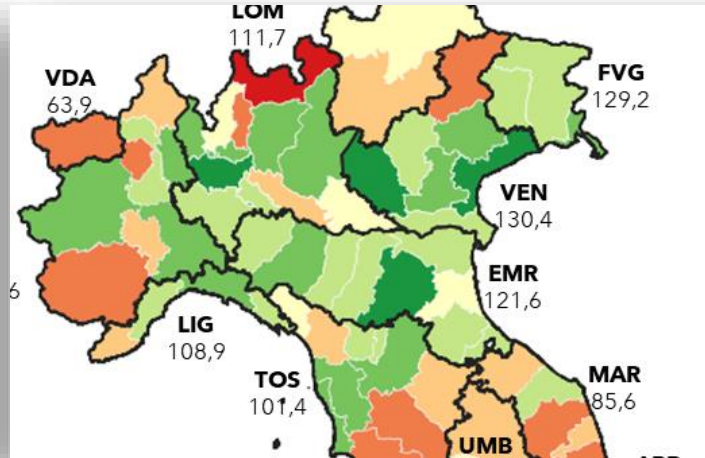 LOM
111,7
VDA
63,9
FVG
129,2
VEN
130,4
EMR
121,6
6
LIG
108,9
TOS
101,4
MAR
85,6
UMB